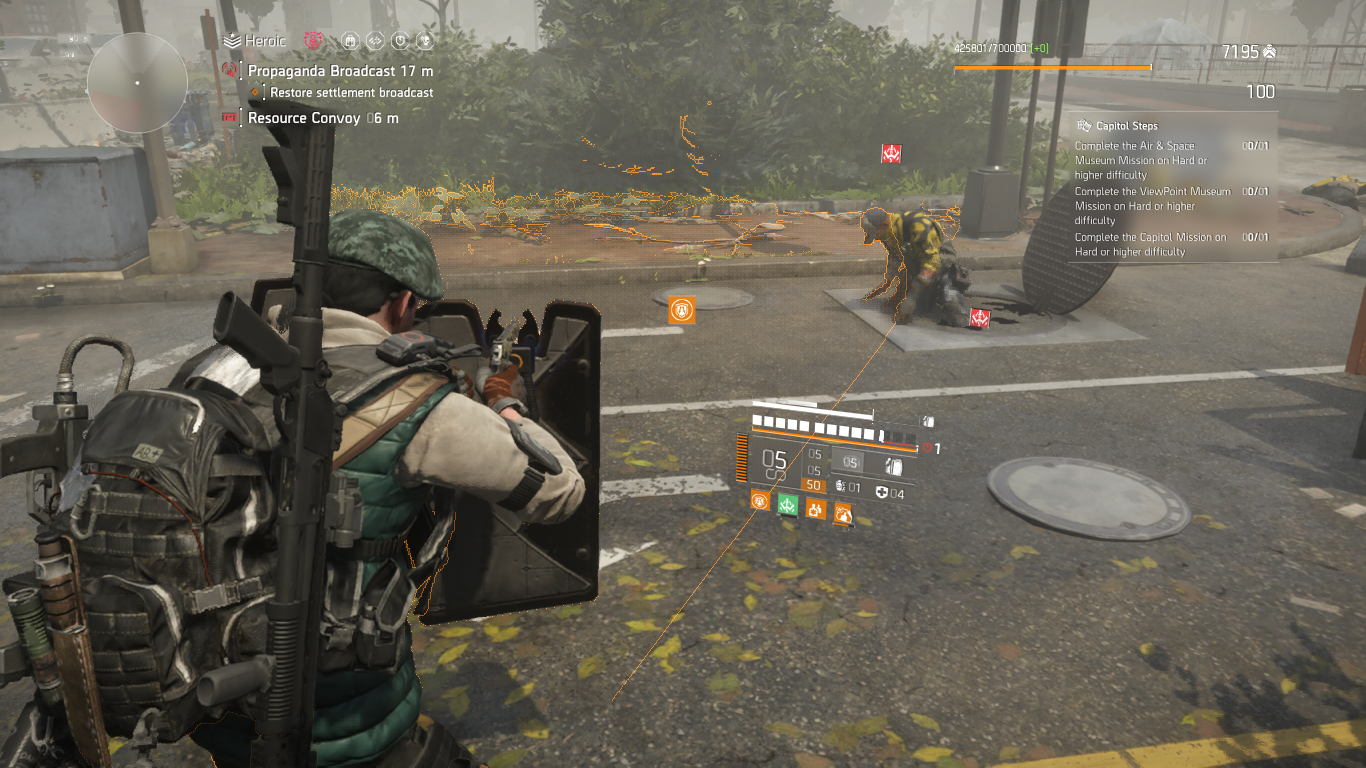 Heroic
Propaganda Broadcast 17 m
Restore settlement broadcast
Resource Convoy 06 m
425801/700000 [+0]
7195
100
Capitol Steps
Complete the Air & Space 00/01
Museum Mission on Hard or
higher difficulty
Complete the ViewPoint Museum 00/01
Mission on Hard or higher
difficulty
Complete the Capitol Mission on 00/01
Hard or higher difficulty
1
05
05
05
05
50
01
04
AB+